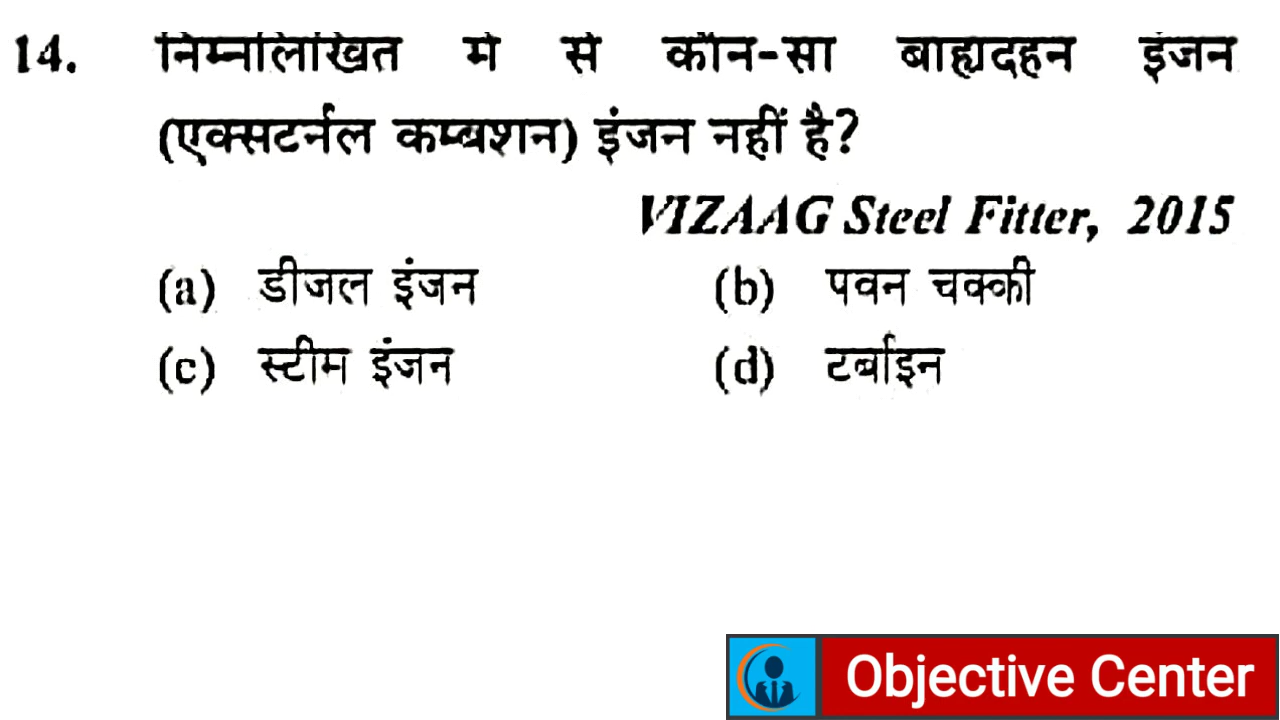 14. निम्नलिखित में से कौन-सा बाह्यदहन इंजन
(एक्सटर्नल कम्बशन) इंजन नहीं है?
VIZAAG Steel Fitter, 2015
(a) डीजल इंजन (b) पवन चक्की
(c) स्टीम इंजन (d) टर्बाइन
Objective Center